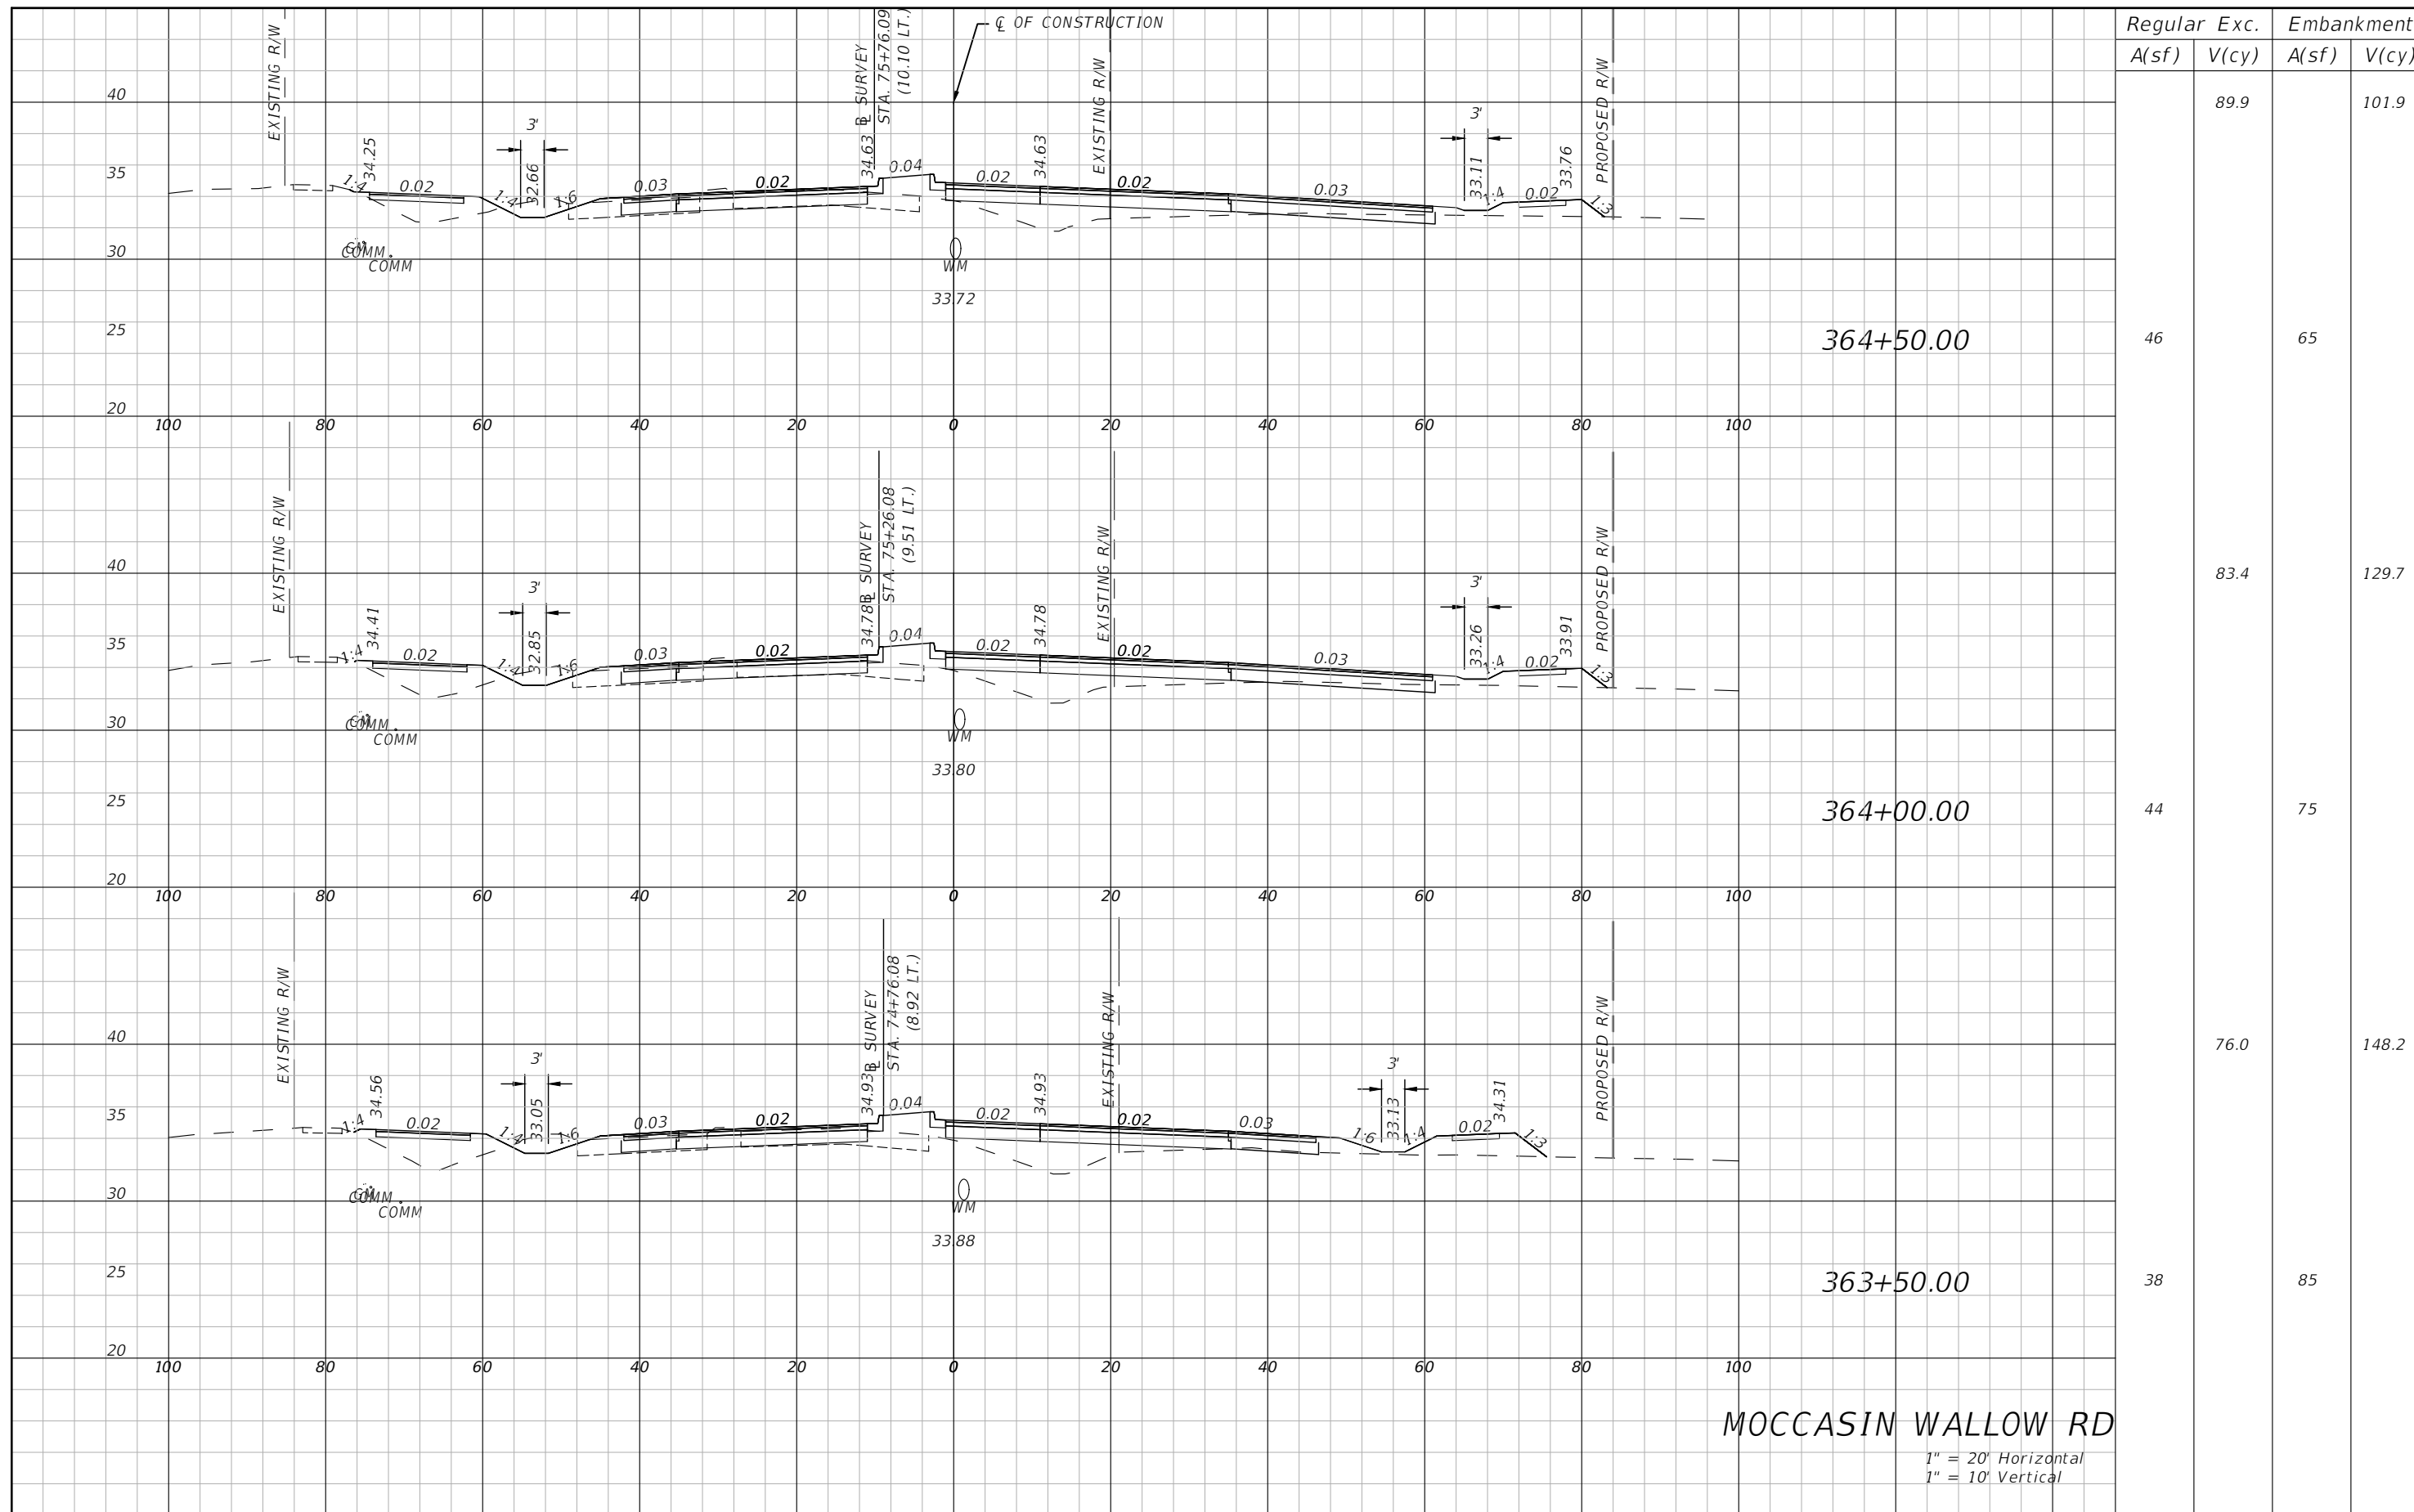 Regular Exc. Embankment
A(sf) V(cy) A(sf) V(cy)
℄ OF CONSTRUCTION
EXISTING R/W
℄ SURVEY
STA. 75+76.09
(10.10 LT.)
EXISTING R/W
PROPOSED R/W
40
89.9 101.9
3' 3'
34.25 32.66 34.63 34.63 33.11 33.76
35
1:4 0.02 1:4 1:6 0.03 0.02 0.04 0.02 0.02 0.03 1:4 0.02 1:3
30
GM
COMM
COMM
WM
33.72
25
364+50.00
46 65
20
100 80 60 40 20 0 20 40 60 80 100
EXISTING R/W
SURVEY
STA. 75+26.08
(9.51 LT.)
EXISTING R/W
PROPOSED R/W
40
83.4 129.7
3' 3'
34.41 32.85 34.78 34.78 33.26 33.91
35
1:4 0.02 1:4 1:6 0.03 0.02 0.04 0.02 0.02 0.03 1:4 0.02 1:3
30
GM
COMM
COMM
WM
33.80
25
364+00.00
44 75
20
100 80 60 40 20 0 20 40 60 80 100
EXISTING R/W
SURVEY
STA. 74+76.08
(8.92 LT.)
EXISTING R/W
PROPOSED R/W
40
76.0 148.2
3' 3'
34.56 33.05 34.93 34.93 33.13 34.31
35
1:4 0.02 1:4 1:6 0.03 0.02 0.04 0.02 0.02 0.03 1:6 1:4 0.02 1:3
30
GM
COMM
COMM
WM
33.88
25
363+50.00
38 85
20
100 80 60 40 20 0 20 40 60 80 100
MOCCASIN WALLOW RD
1" = 20' Horizontal
1" = 10' Vertical